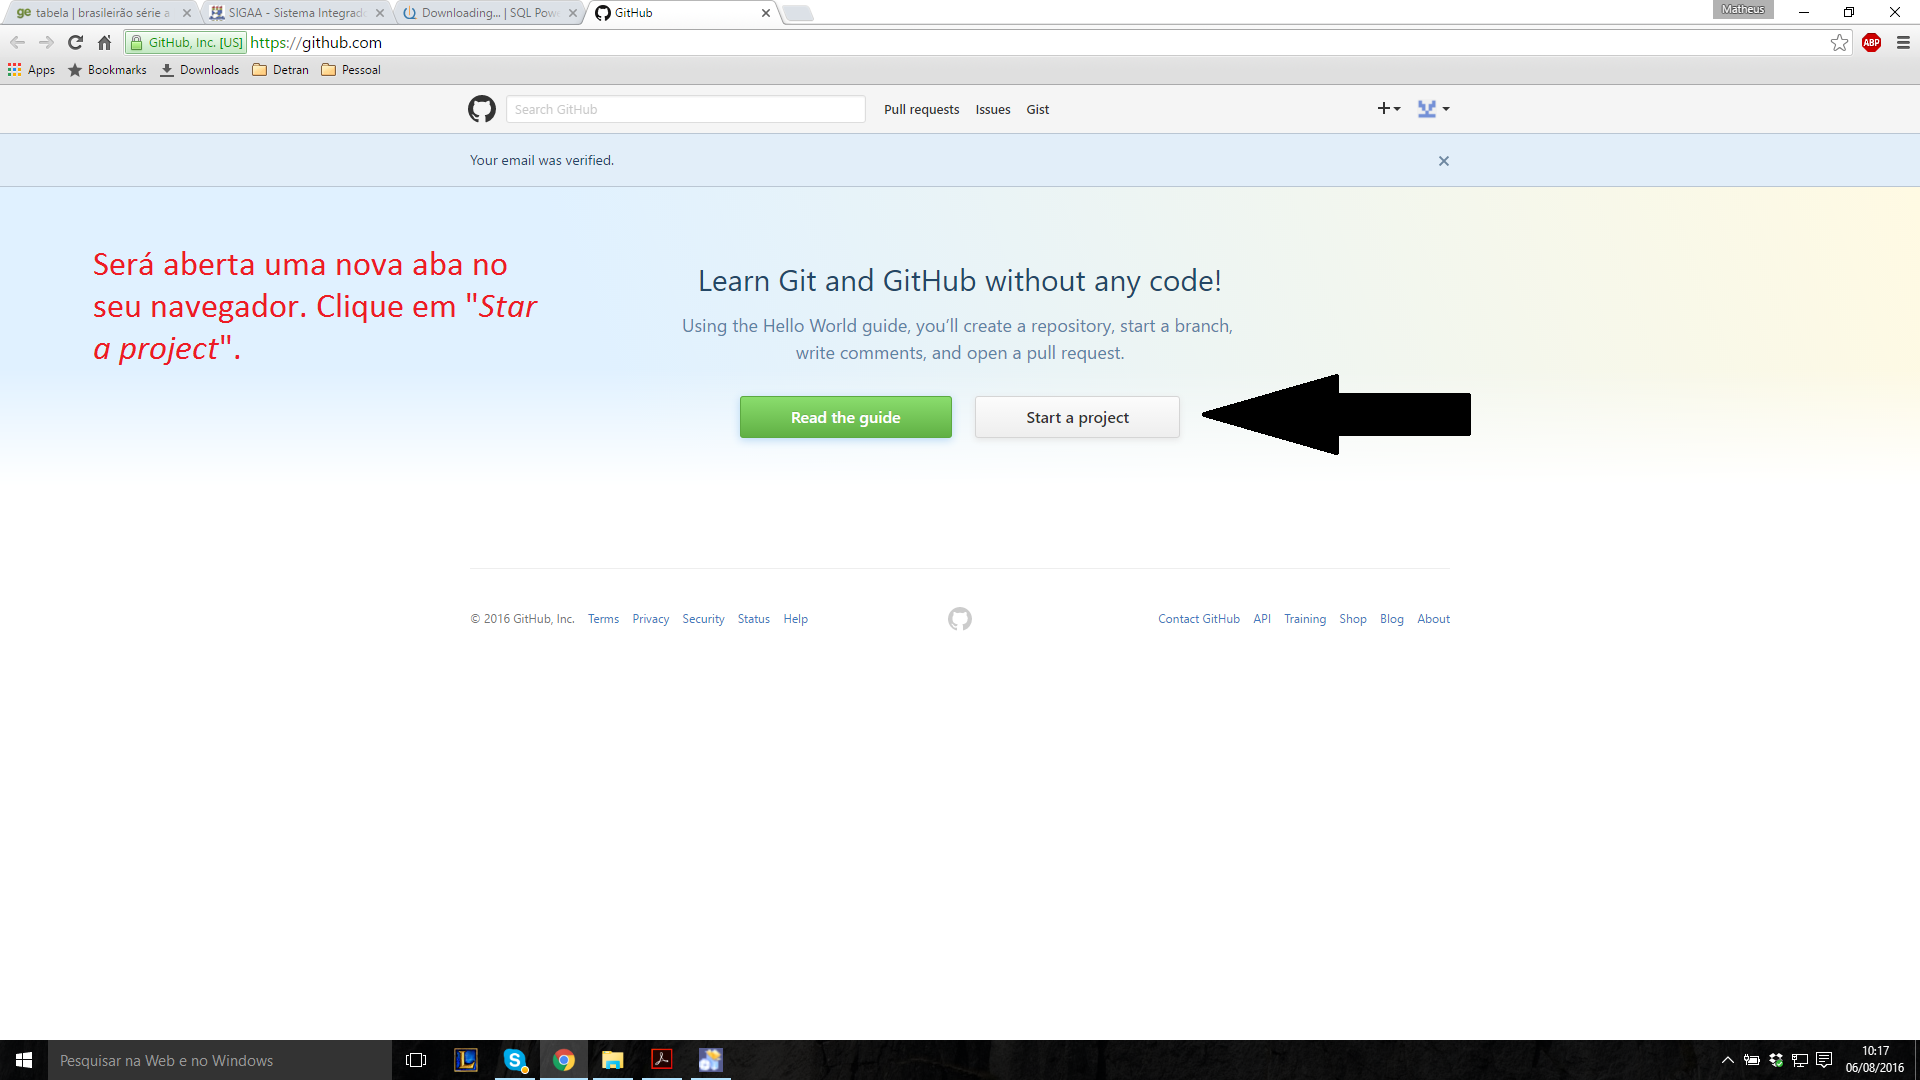 ge tabela | brasileirão série a
SIGAA - Sistema Integrado
Downloading... | SQL Pow
GitHub
Matheus
GitHub, Inc. [US] https://github.com
ABP
Apps Bookmarks Downloads Detran Pessoal
Search GitHub Pull requests Issues Gist
Your email was verified.
Será aberta uma nova aba no
seu navegador. Clique em "Star
a project".
Learn Git and GitHub without any code!
Using the Hello World guide, you’ll create a repository, start a branch,
write comments, and open a pull request.
Read the guide Start a project
© 2016 GitHub, Inc. Terms Privacy Security Status Help Contact GitHub API Training Shop Blog About
Pesquisar na Web e no Windows
10:17
06/08/2016